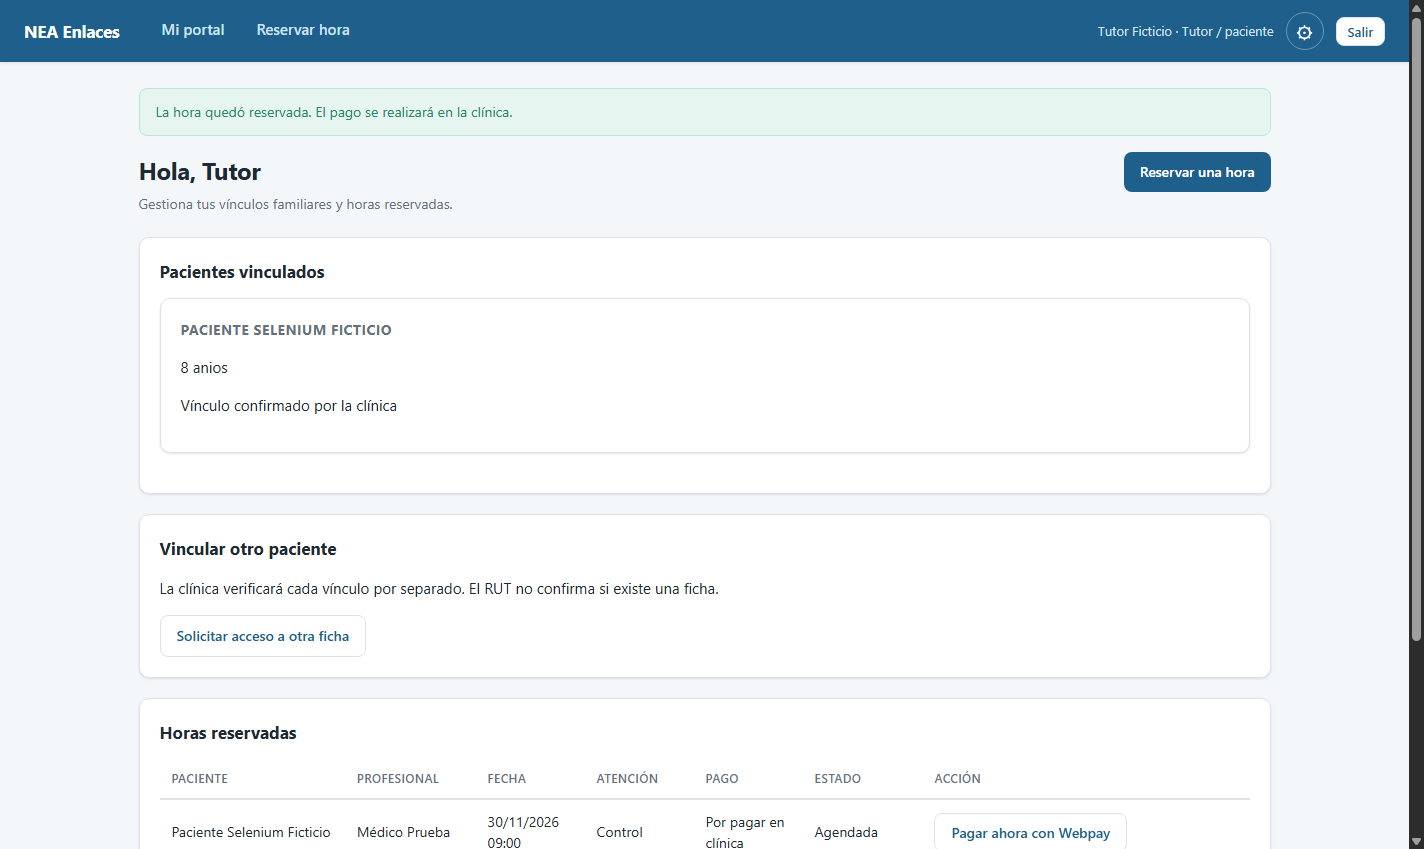 NEA Enlaces
Mi portal
Reservar hora
Tutor Ficticio · Tutor / paciente
Salir
La hora quedó reservada. El pago se realizará en la clínica.
Hola, Tutor
Reservar una hora
Gestiona tus vínculos familiares y horas reservadas.
Pacientes vinculados
PACIENTE SELENIUM FICTICIO
8 anios
Vínculo confirmado por la clínica
Vincular otro paciente
La clínica verificará cada vínculo por separado. El RUT no confirma si existe una ficha.
Solicitar acceso a otra ficha
Horas reservadas
PACIENTE PROFESIONAL FECHA ATENCIÓN PAGO ESTADO ACCIÓN
Paciente Selenium Ficticio
Médico Prueba
30/11/2026
09:00
Control
Por pagar en
clínica
Agendada
Pagar ahora con Webpay